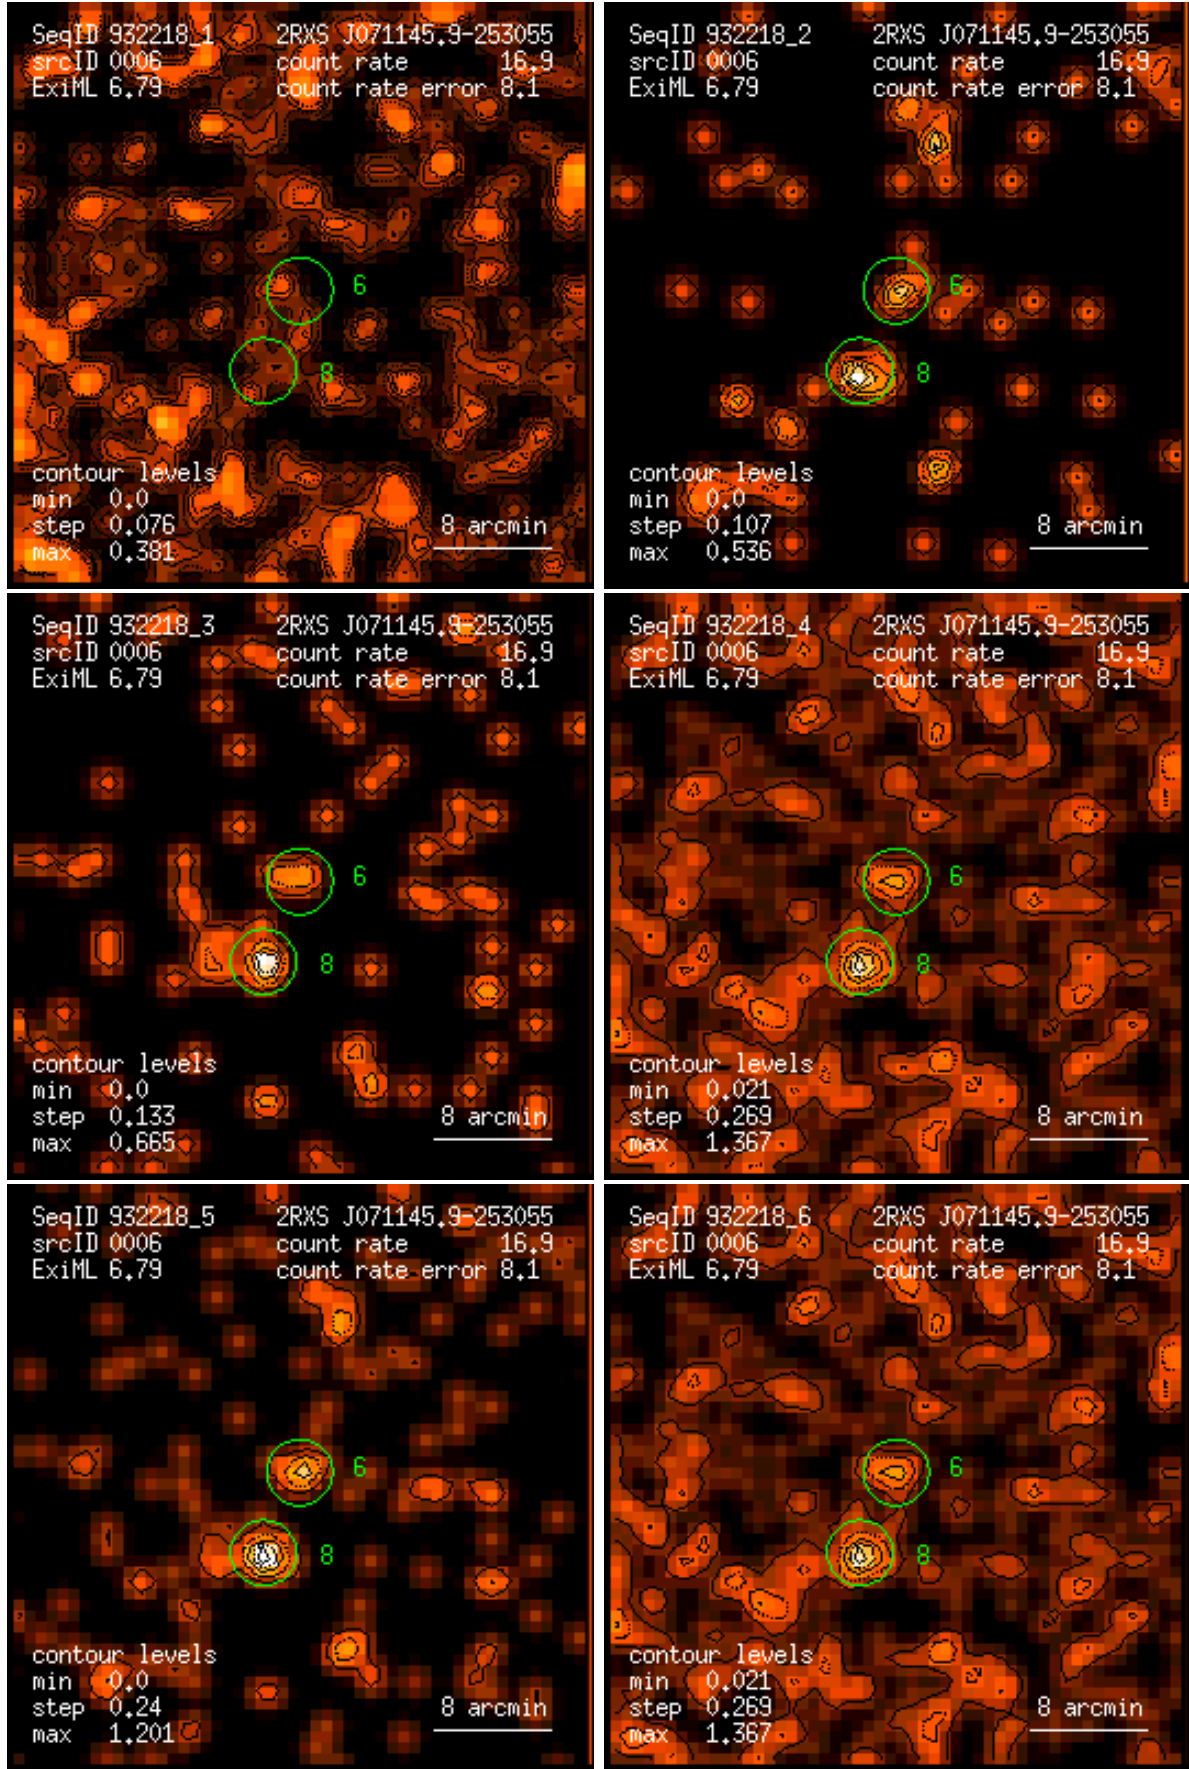 SeqID 932218_1 2RXS J071145.9-253055
srcID 0006 count rate 16.9
ExiML 6.79 count rate error 8.1
6
8
contour levels
min 0.0
step 0.076
max 0.381
8 arcmin
SeqID 932218_2 2RXS J071145.9-253055
srcID 0006 count rate 16.9
ExiML 6.79 count rate error 8.1
6
8
contour levels
min 0.0
step 0.107
max 0.536
8 arcmin
SeqID 932218_3 2RXS J071145.9-253055
srcID 0006 count rate 16.9
ExiML 6.79 count rate error 8.1
6
8
contour levels
min 0.0
step 0.133
max 0.665
8 arcmin
SeqID 932218_4 2RXS J071145.9-253055
srcID 0006 count rate 16.9
ExiML 6.79 count rate error 8.1
6
8
contour levels
min 0.021
step 0.269
max 1.367
8 arcmin
SeqID 932218_5 2RXS J071145.9-253055
srcID 0006 count rate 16.9
ExiML 6.79 count rate error 8.1
6
8
contour levels
min 0.0
step 0.24
max 1.201
8 arcmin
SeqID 932218_6 2RXS J071145.9-253055
srcID 0006 count rate 16.9
ExiML 6.79 count rate error 8.1
6
8
contour levels
min 0.021
step 0.269
max 1.367
8 arcmin